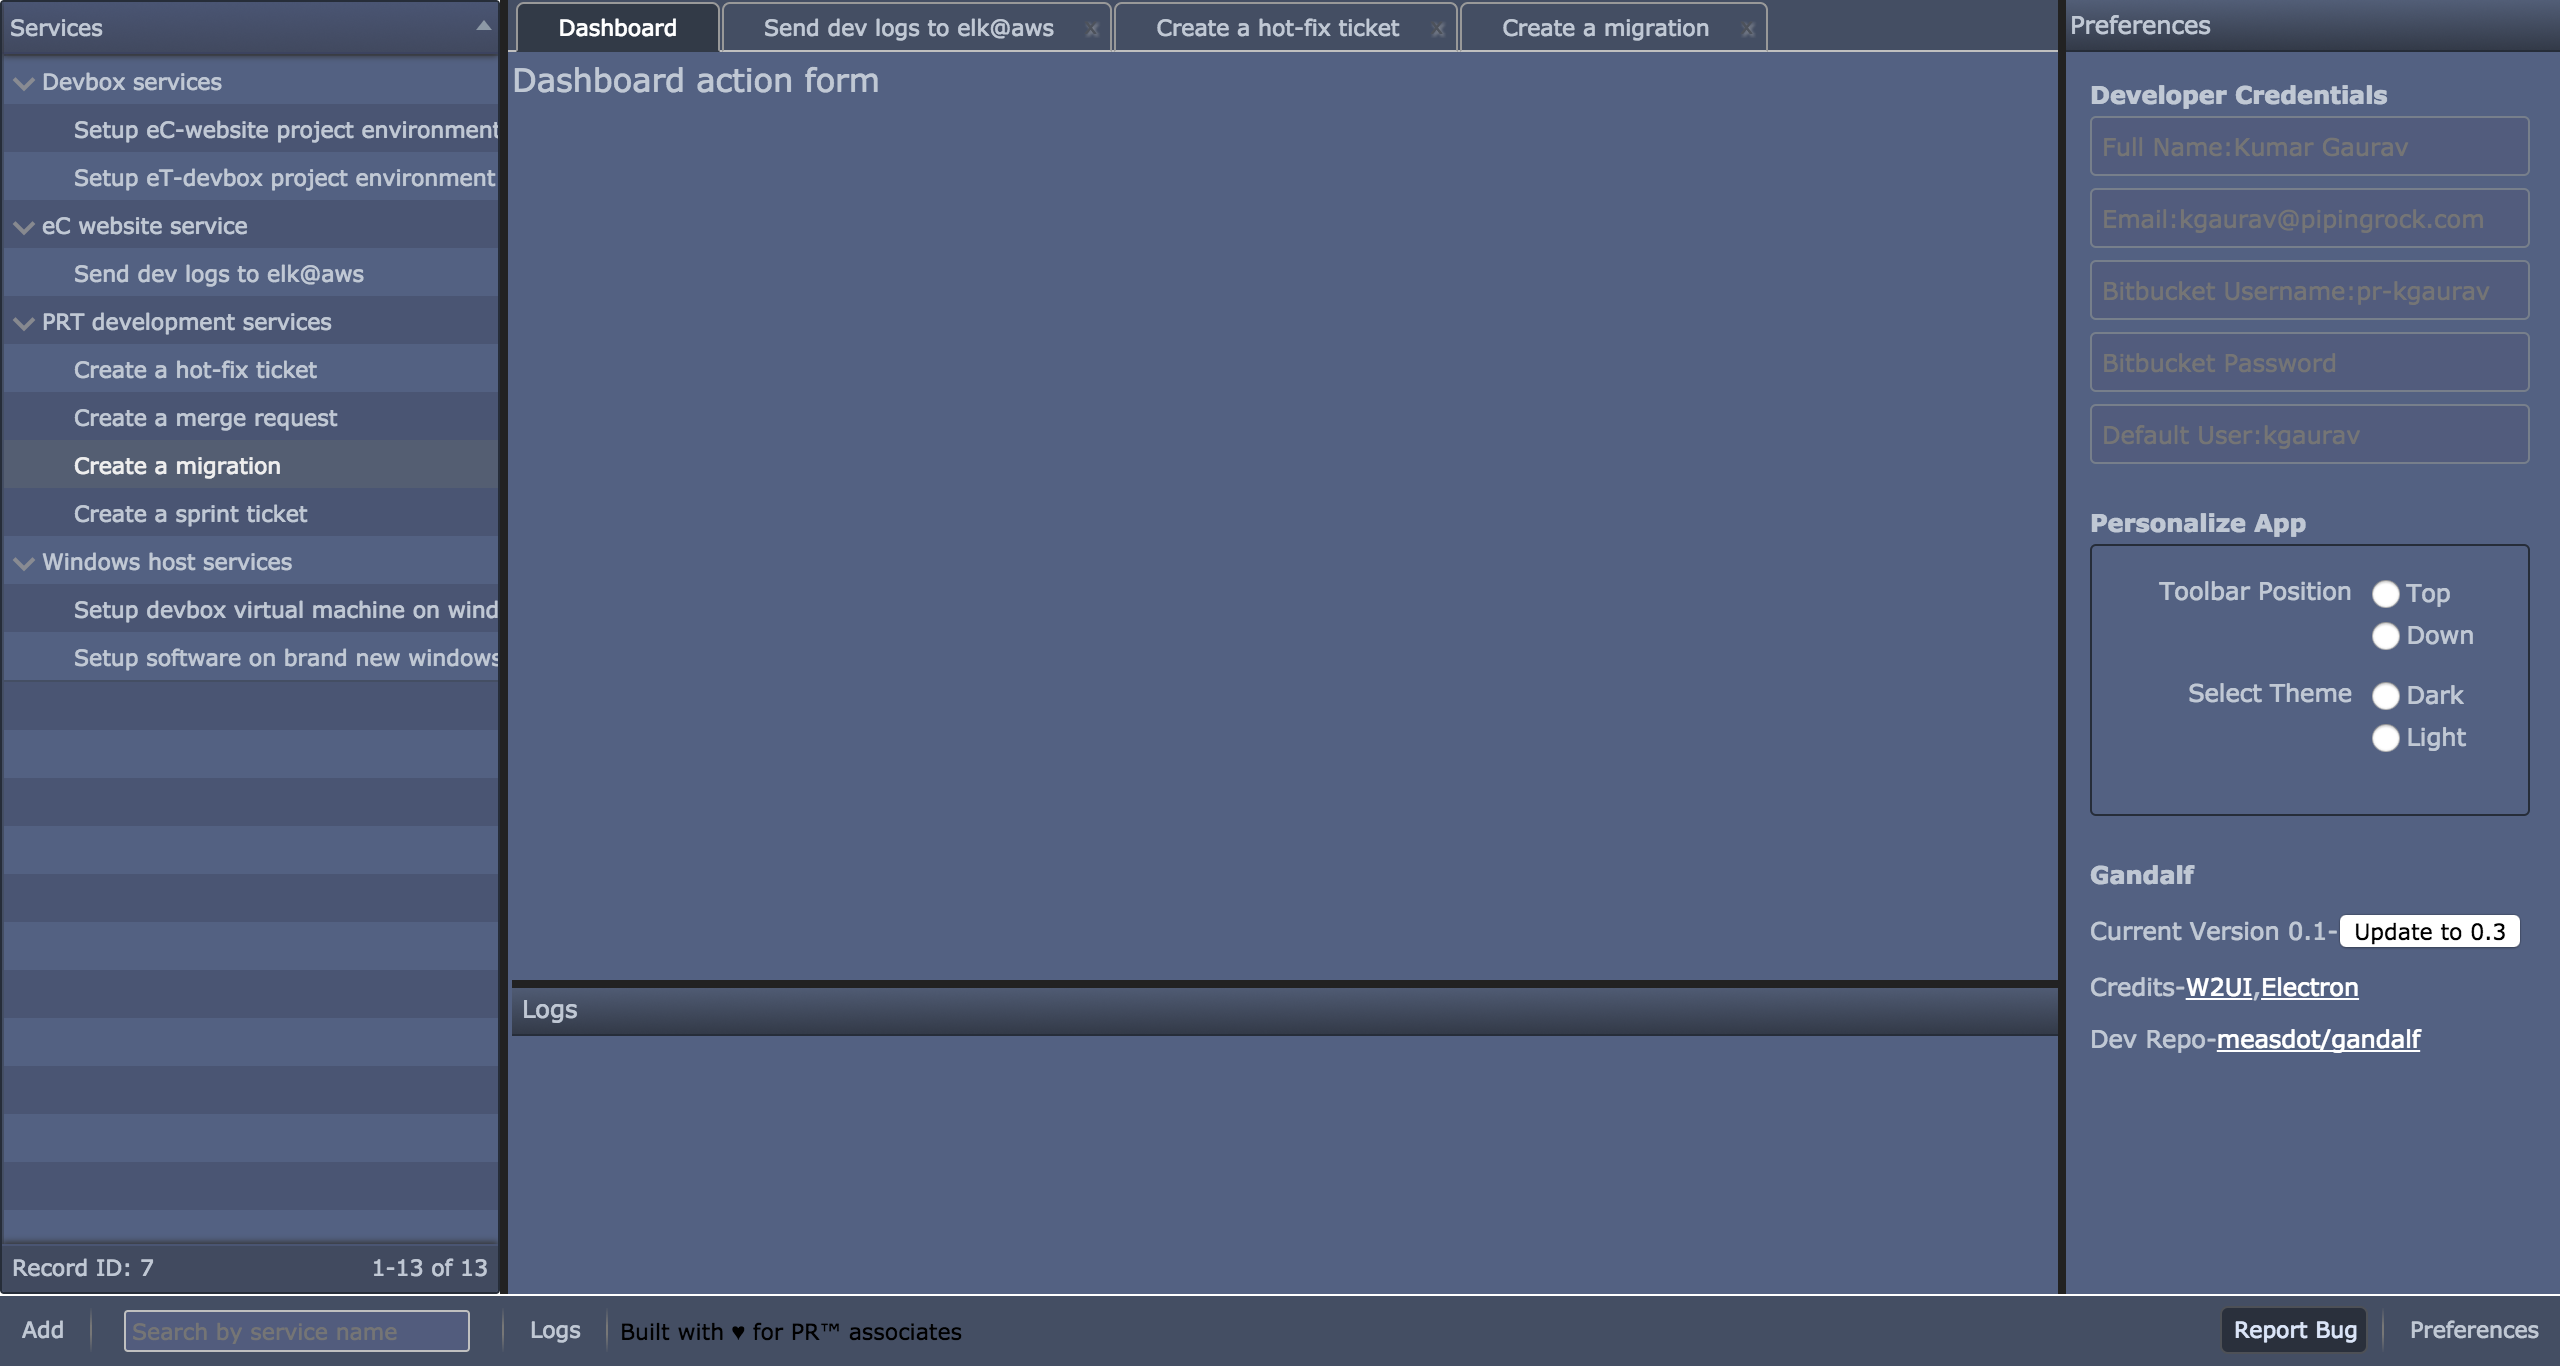 Services
Devbox services
Setup eC-website project environment
Setup eT-devbox project environment
eC website service
Send dev logs to elk@aws
PRT development services
Create a hot-fix ticket
Create a merge request
Create a migration
Create a sprint ticket
Windows host services
Setup devbox virtual machine on wind
Setup software on brand new windows
Record ID: 7 1-13 of 13
Dashboard Send dev logs to elk@aws Create a hot-fix ticket Create a migration
Dashboard action form
Logs
Preferences
Developer Credentials
Full Name:Kumar Gaurav
Email:kgaurav@pipingrock.com
Bitbucket Username:pr-kgaurav
Bitbucket Password
Default User:kgaurav
Personalize App
Toolbar Position Top
Down
Select Theme Dark
Light
Gandalf
Current Version 0.1- Update to 0.3
Credits-W2UI,Electron
Dev Repo-measdot/gandalf
Add Search by service name Logs Built with ♥ for PR™ associates Report Bug Preferences